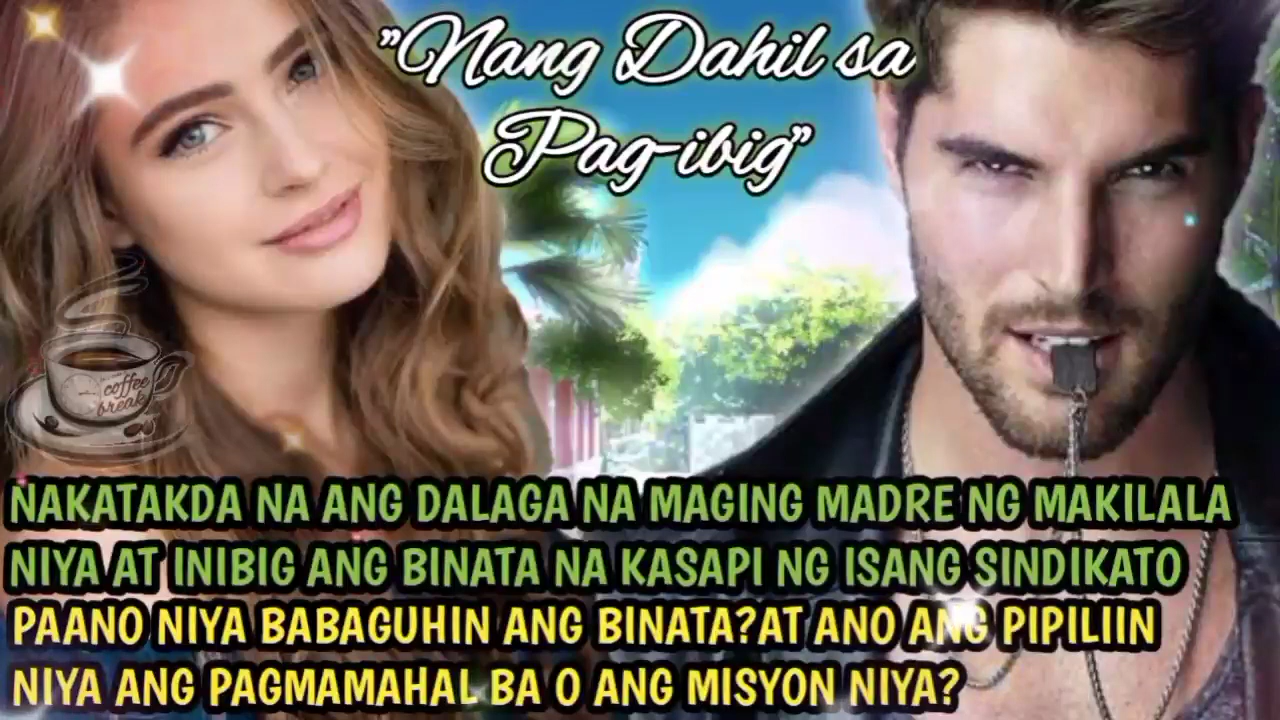 "Nang Dahil sa
Pag-ibig"
coffee
break
NAKATAKDA NA ANG DALAGA NA MAGING MADRE NG MAKILALA
NIYA AT INIBIG ANG BINATA NA KASAPI NG ISANG SINDIKATO
PAANO NIYA BABAGUHIN ANG BINATA?AT ANO ANG PIPILIIN
NIYA ANG PAGMAMAHAL BA O ANG MISYON NIYA?